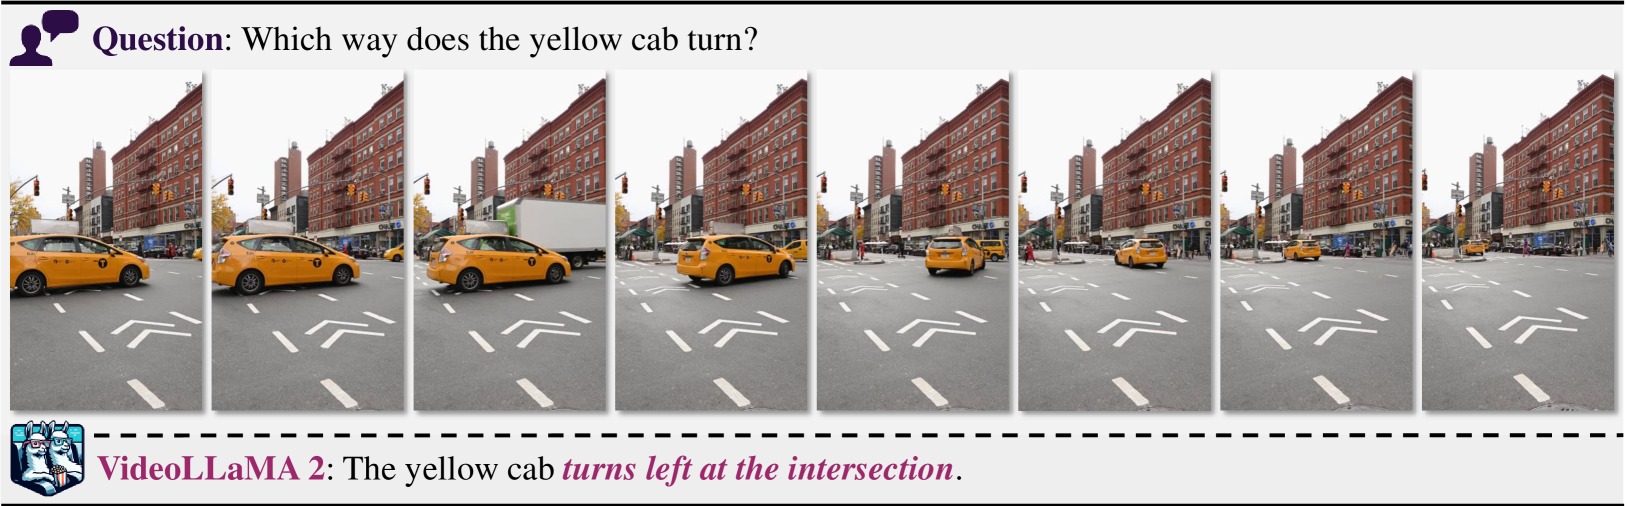 Question: Which way does the yellow cab turn?
VideoLLaMA 2: The yellow cab turns left at the intersection.